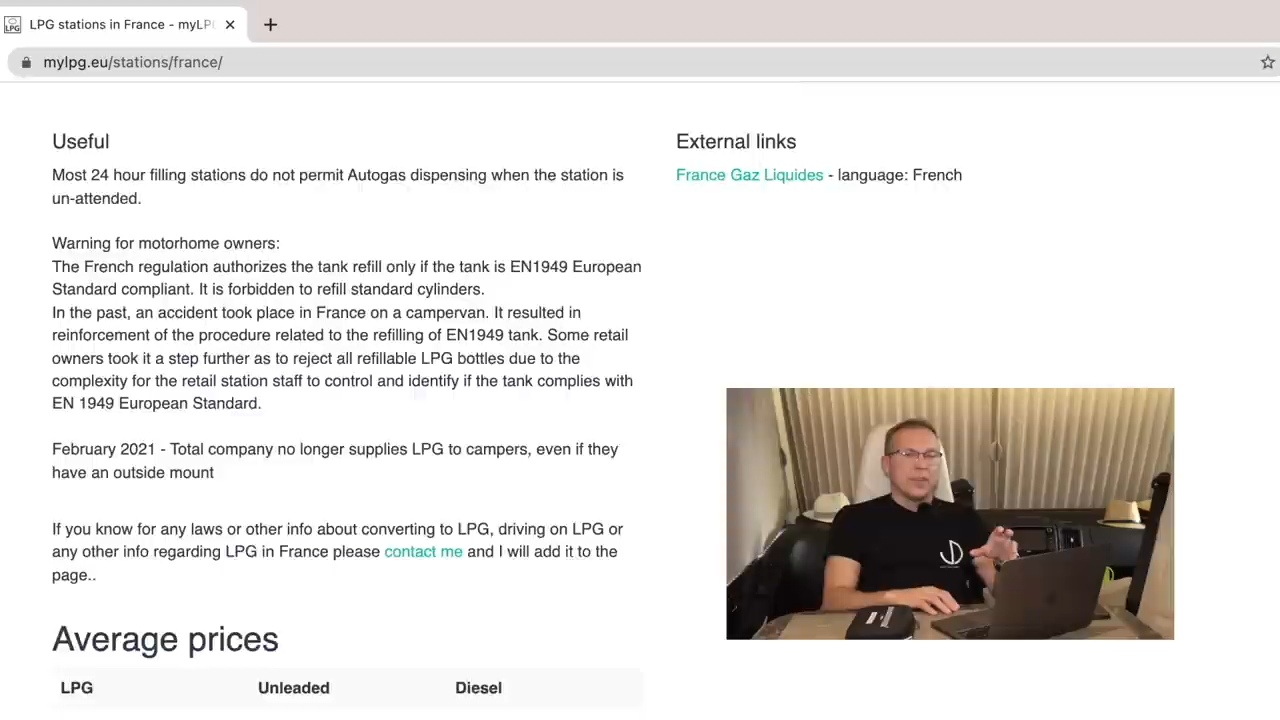 LPG stations in France - myLP
mylpg.eu/stations/france/
Useful
Most 24 hour filling stations do not permit Autogas dispensing when the station is
un-attended.
Warning for motorhome owners:
The French regulation authorizes the tank refill only if the tank is EN1949 European
Standard compliant. It is forbidden to refill standard cylinders.
In the past, an accident took place in France on a campervan. It resulted in
reinforcement of the procedure related to the refilling of EN1949 tank. Some retail
owners took it a step further as to reject all refillable LPG bottles due to the
complexity for the retail station staff to control and identify if the tank complies with
EN 1949 European Standard.
February 2021 - Total company no longer supplies LPG to campers, even if they
have an outside mount
If you know for any laws or other info about converting to LPG, driving on LPG or
any other info regarding LPG in France please contact me and I will add it to the
page..
Average prices
LPG Unleaded Diesel
External links
France Gaz Liquides - language: French